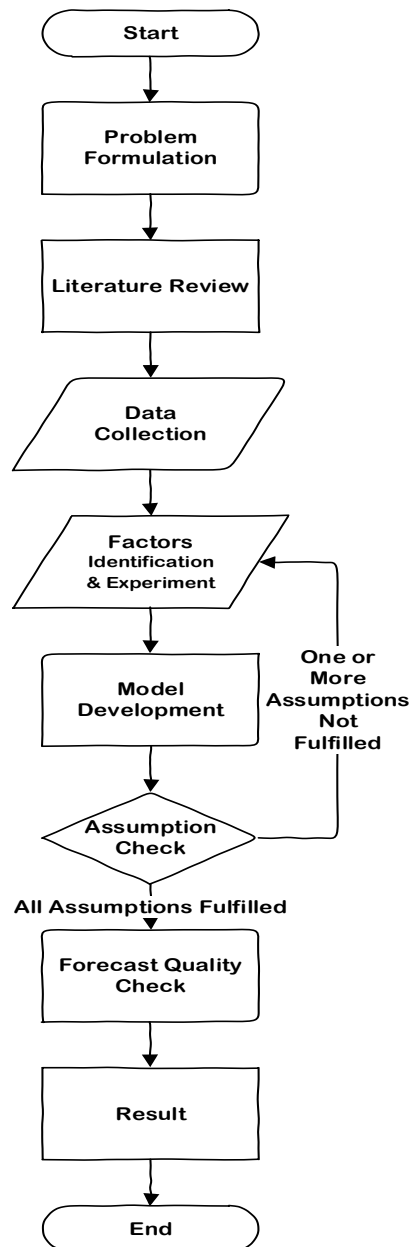 Start
Problem
Formulation
Literature Review
Data
Collection
Factors
Identification
& Experiment
One or
More
Assumptions
Not
Fulfilled
Model
Development
Assumption
Check
All Assumptions Fulfilled
Forecast Quality
Check
Result
End